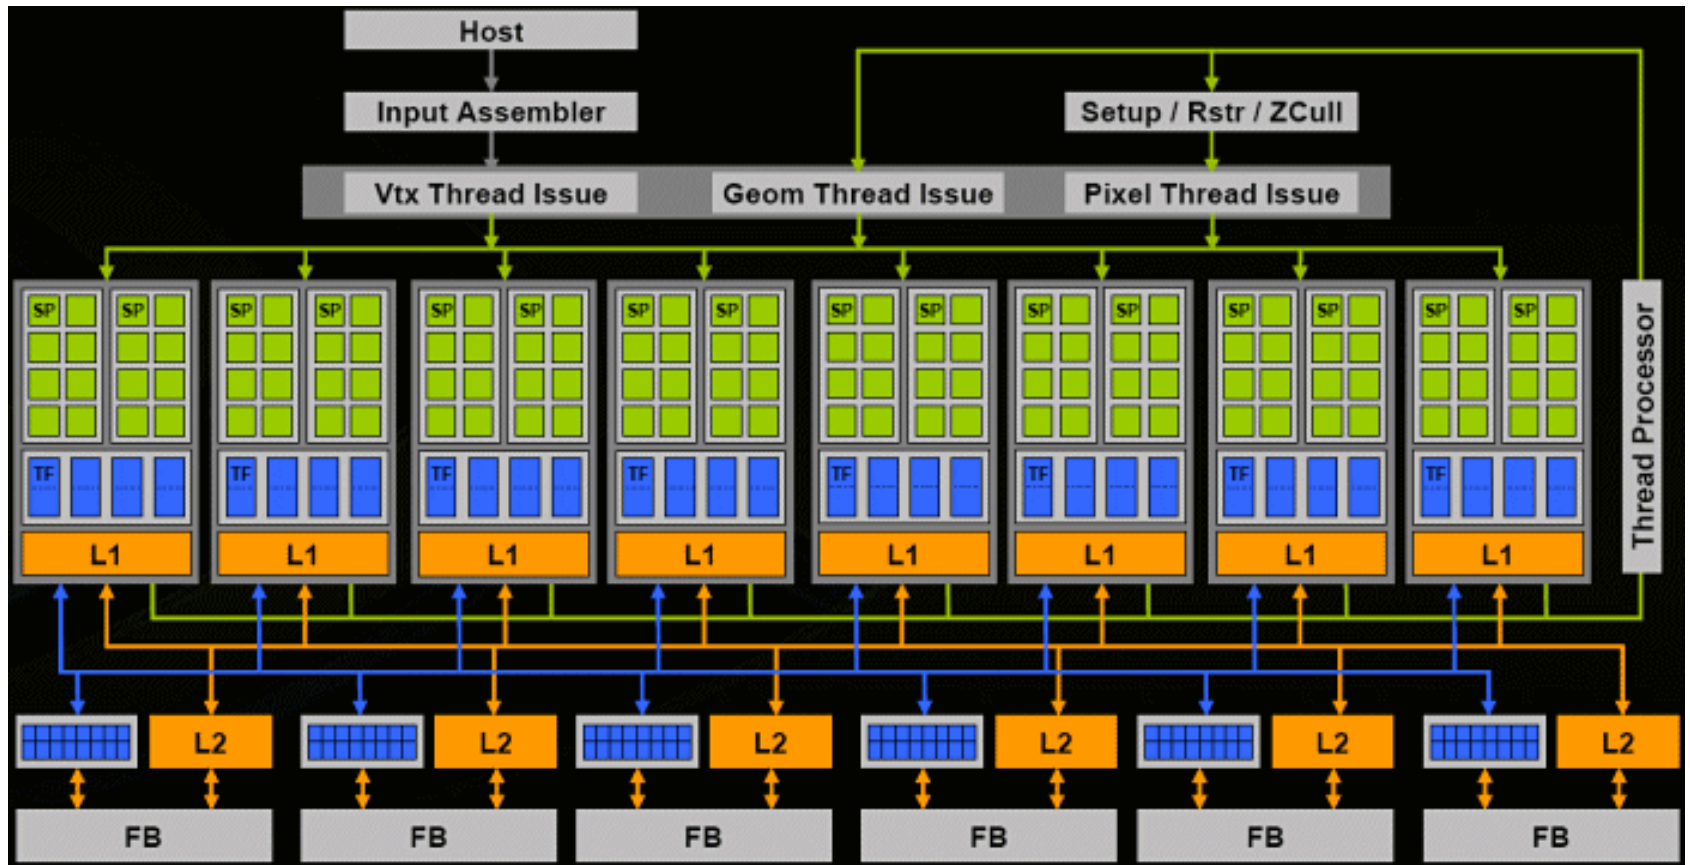 Host
Input Assembler
Setup / Rstr / ZCull
Vtx Thread Issue
Geom Thread Issue
Pixel Thread Issue
SP SP SP SP SP SP SP SP SP SP SP SP SP SP SP SP
TF TF TF TF TF TF TF TF
L1 L1 L1 L1 L1 L1 L1 L1
Thread Processor
L2 L2 L2 L2 L2 L2
FB FB FB FB FB FB